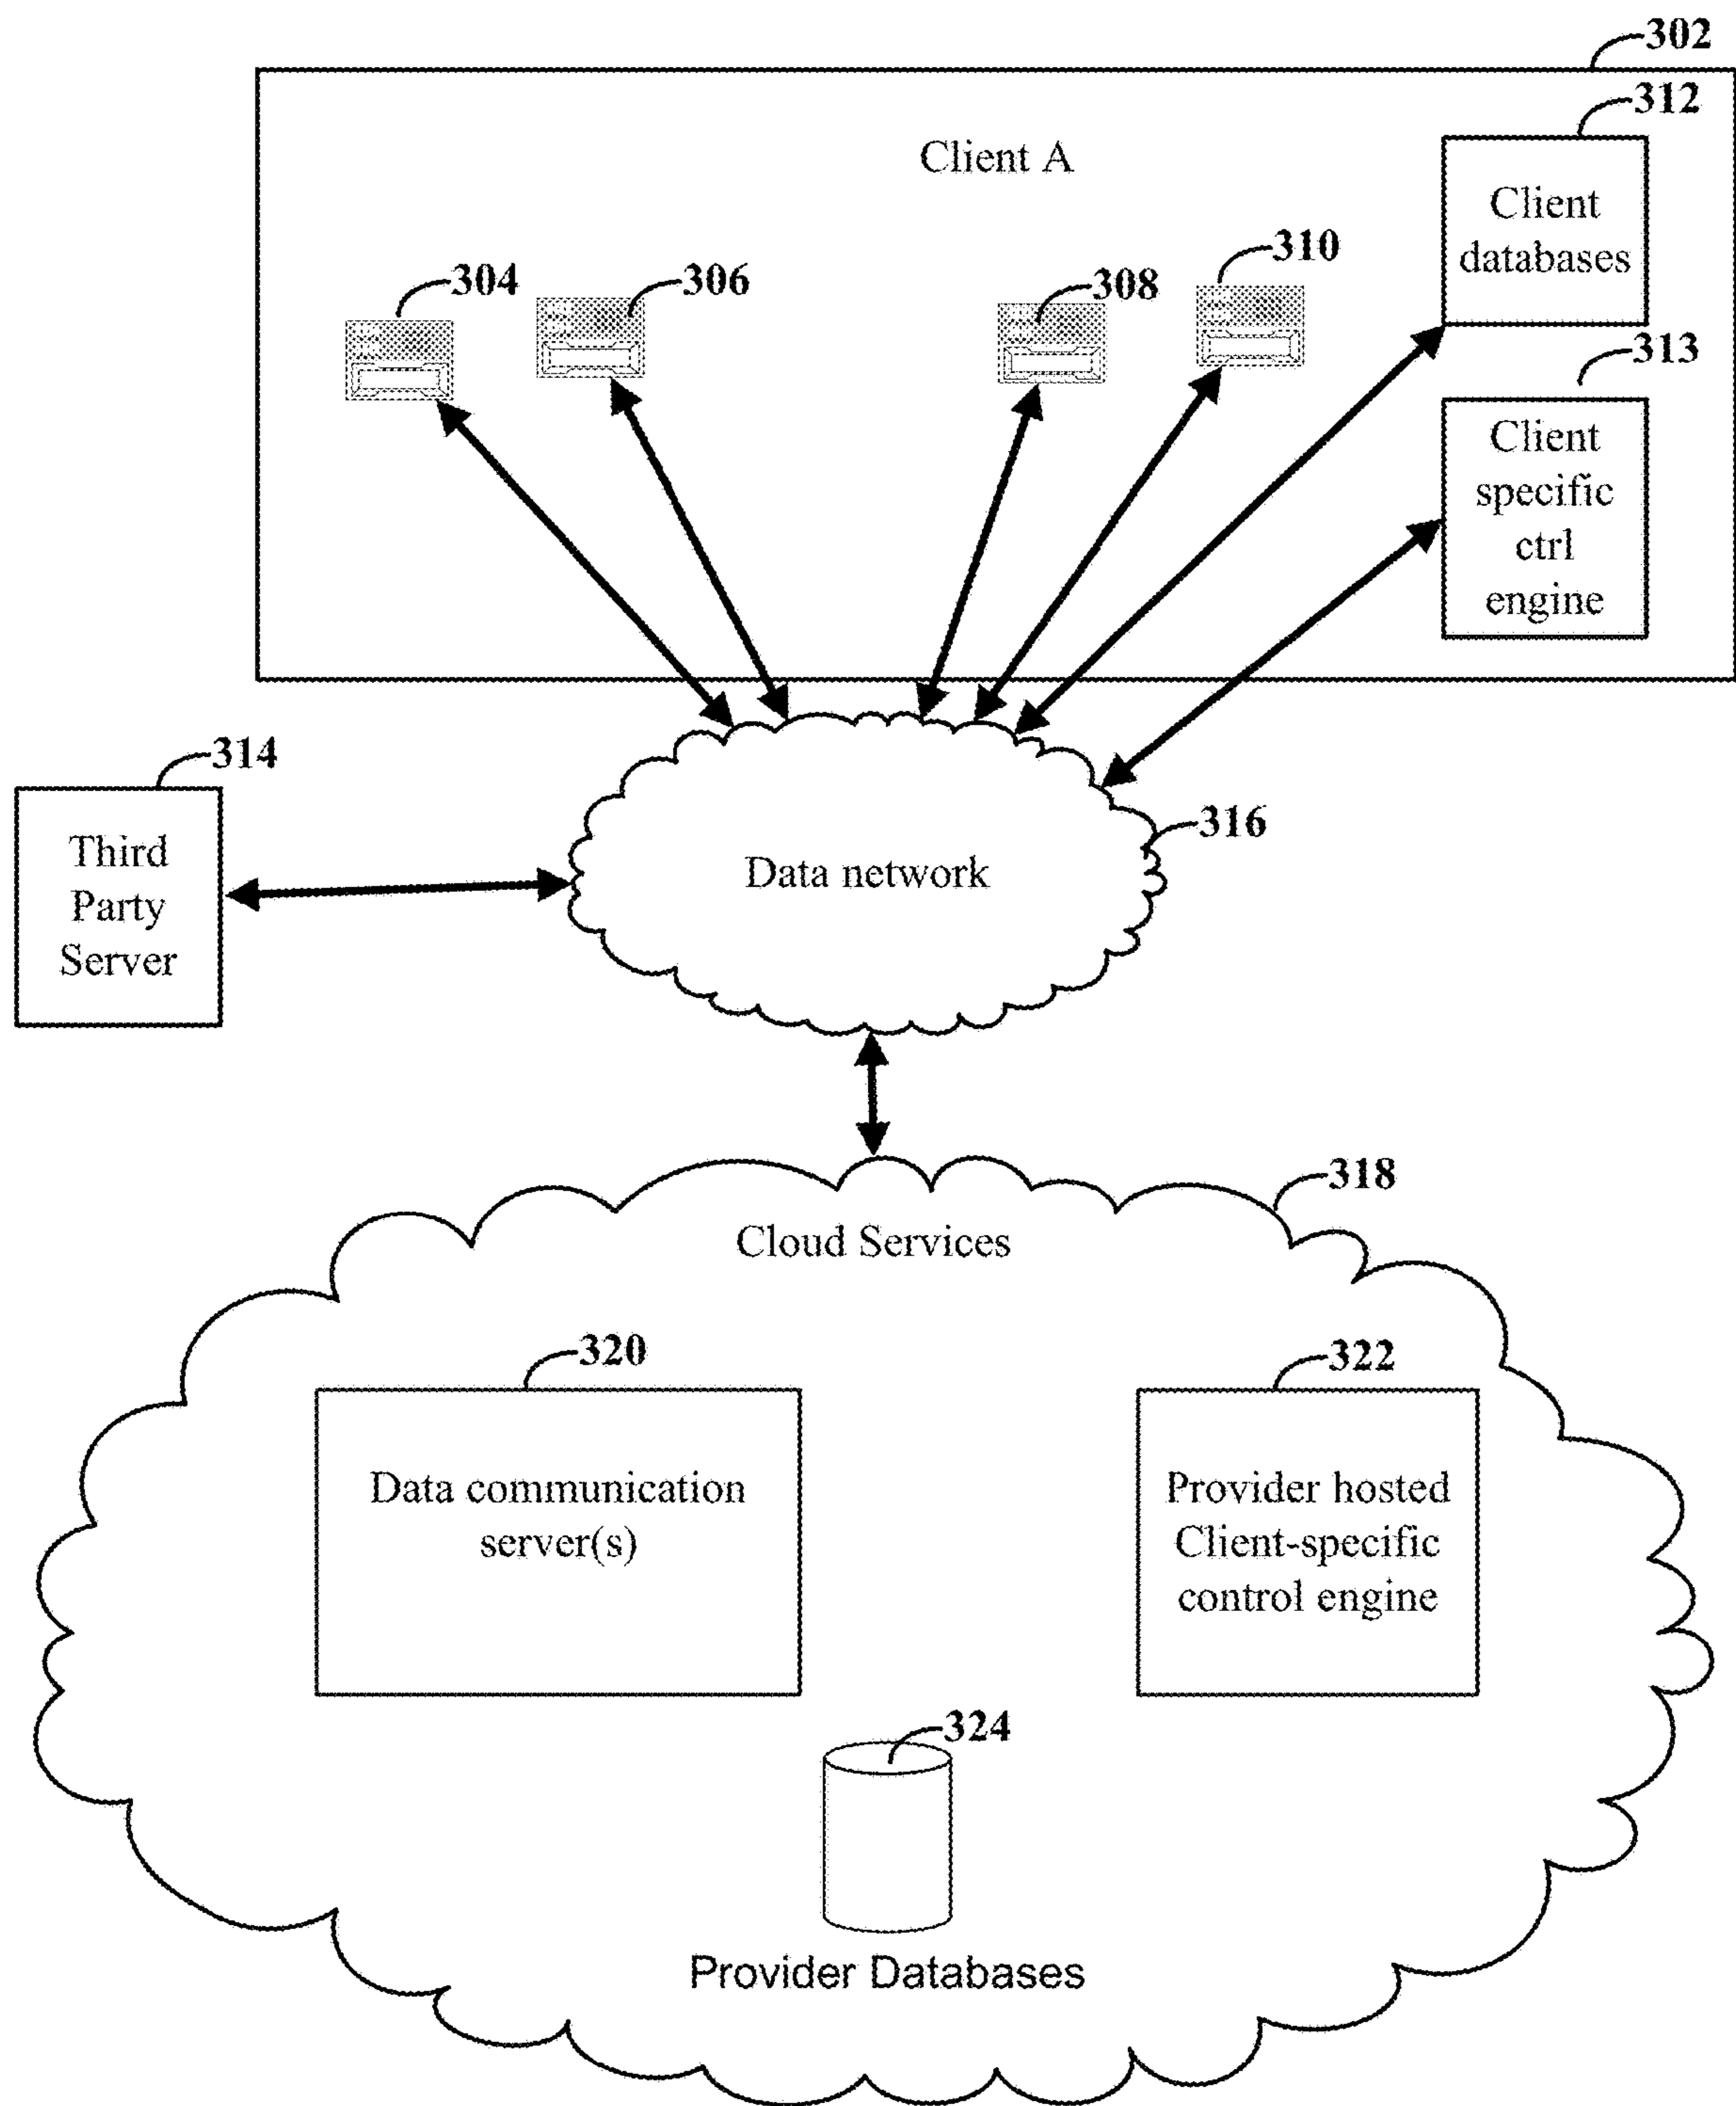 302
312
Client A
Client
databases
310
304
306
308
313
Client
specific
ctrl
engine
314
Third
Party
Server
316
Data network
318
Cloud Services
320
322
Data communication
server(s)
Provider hosted
Client-specific
control engine
324
Provider Databases